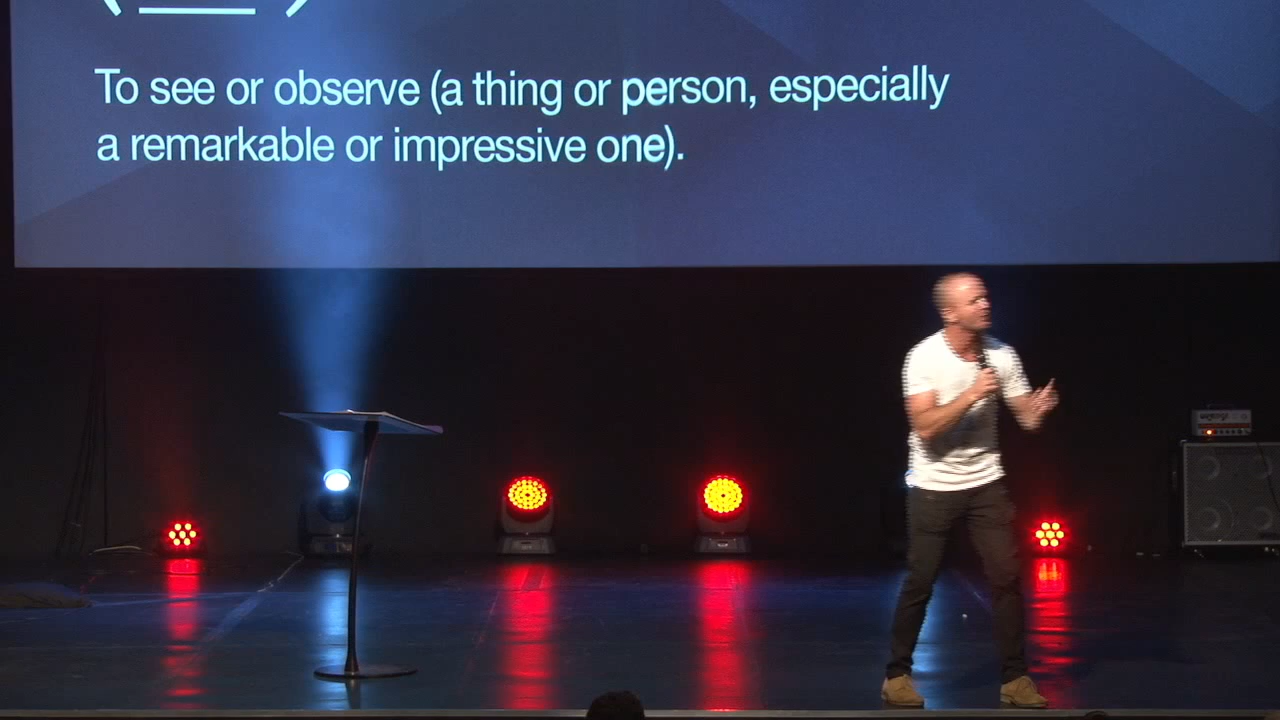 To see or observe (a thing or person, especially
a remarkable or impressive one).